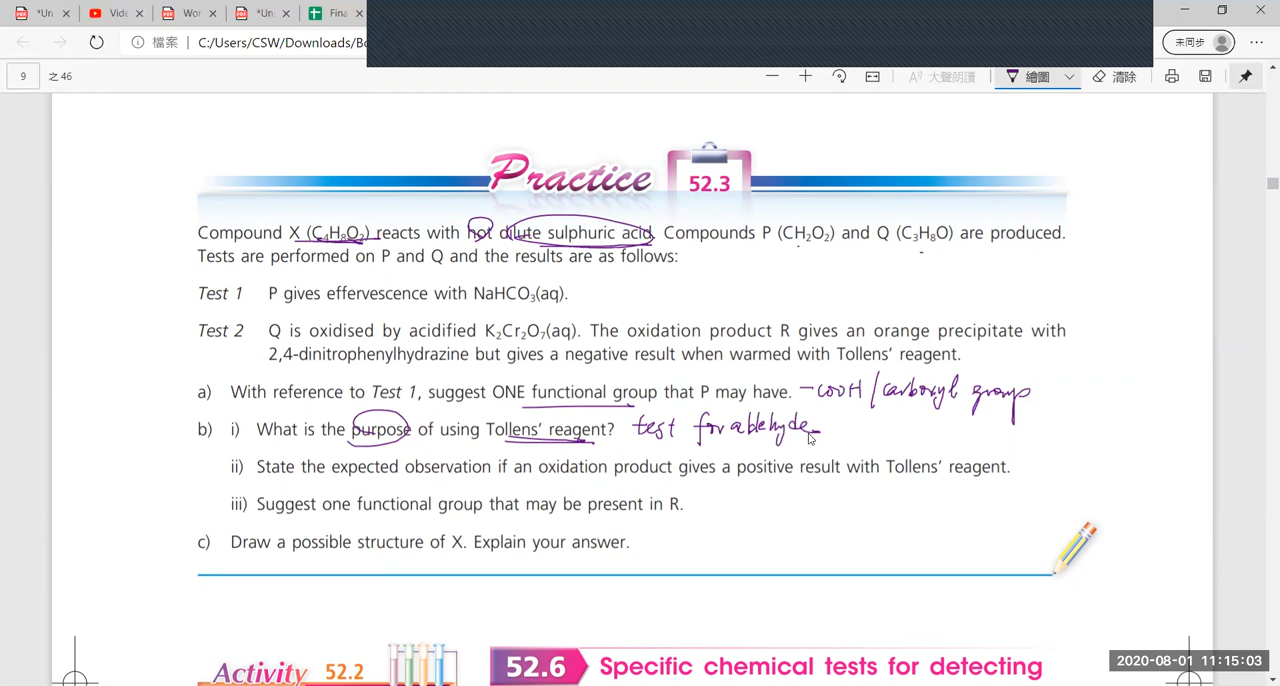 *Un
Vide
Wor
*Un
Fina
檔案 C:/Users/CSW/Downloads/Bo
未同步
9 之 46
大聲朗讀 繪圖 清除
Practice 52.3
Compound X (C₄H₈O₂) reacts with hot dilute sulphuric acid. Compounds P (CH₂O₂) and Q (C₃H₈O) are produced.
Tests are performed on P and Q and the results are as follows:
Test 1 P gives effervescence with NaHCO₃(aq).
Test 2 Q is oxidised by acidified K₂Cr₂O₇(aq). The oxidation product R gives an orange precipitate with
2,4-dinitrophenylhydrazine but gives a negative result when warmed with Tollens' reagent.
a) With reference to Test 1, suggest ONE functional group that P may have. -COOH / carboxyl group
b) i) What is the purpose of using Tollens' reagent? test for aldehyde
ii) State the expected observation if an oxidation product gives a positive result with Tollens' reagent.
iii) Suggest one functional group that may be present in R.
c) Draw a possible structure of X. Explain your answer.
Activity 52.2
52.6 Specific chemical tests for detecting
2020-08-01 11:15:03